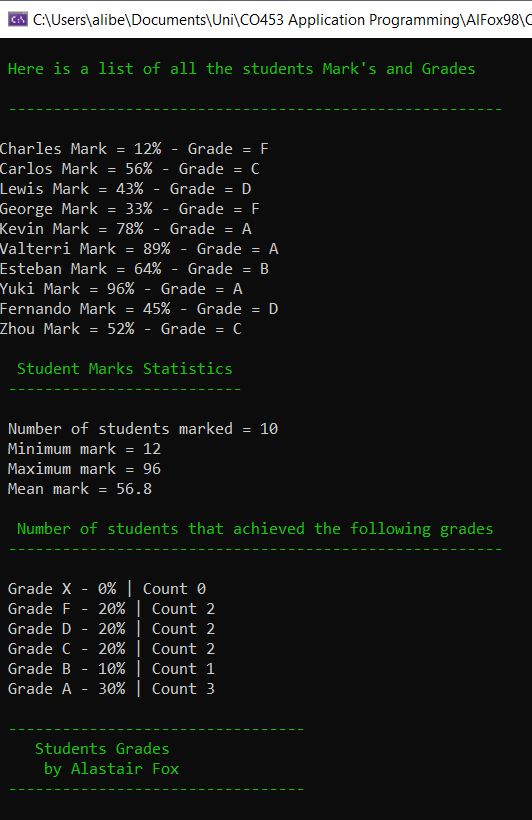 C:\Users\alibe\Documents\Uni\CO453 Application Programming\AlFox98\C
Here is a list of all the students Mark's and Grades
------------------------------------------------------
Charles Mark = 12% - Grade = F
Carlos Mark = 56% - Grade = C
Lewis Mark = 43% - Grade = D
George Mark = 33% - Grade = F
Kevin Mark = 78% - Grade = A
Valterri Mark = 89% - Grade = A
Esteban Mark = 64% - Grade = B
Yuki Mark = 96% - Grade = A
Fernando Mark = 45% - Grade = D
Zhou Mark = 52% - Grade = C
Student Marks Statistics
--------------------------
Number of students marked = 10
Minimum mark = 12
Maximum mark = 96
Mean mark = 56.8
Number of students that achieved the following grades
-------------------------------------------------------
Grade X - 0% | Count 0
Grade F - 20% | Count 2
Grade D - 20% | Count 2
Grade C - 20% | Count 2
Grade B - 10% | Count 1
Grade A - 30% | Count 3
---------------------------------
Students Grades
by Alastair Fox
---------------------------------